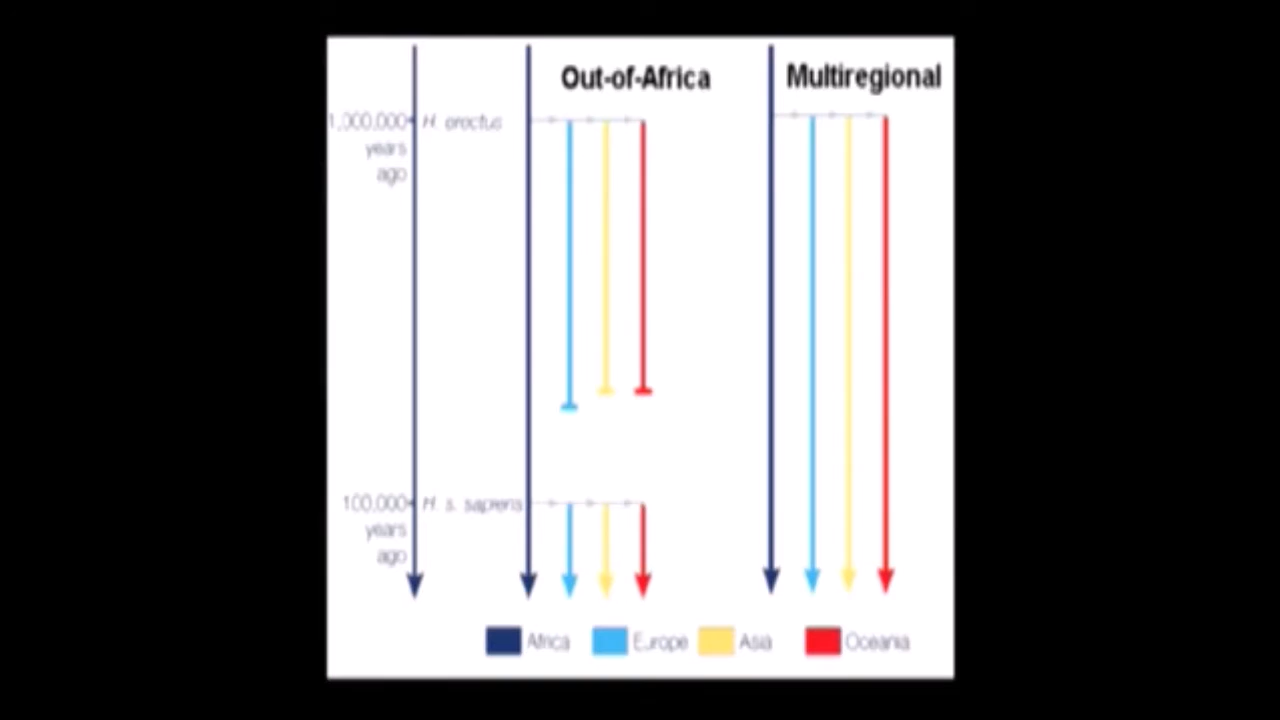 Out-of-Africa
Multiregional
1,000,000
H. erectus
years
ago
100,000
H. s. sapiens
years
ago
Africa
Europe
Asia
Oceania